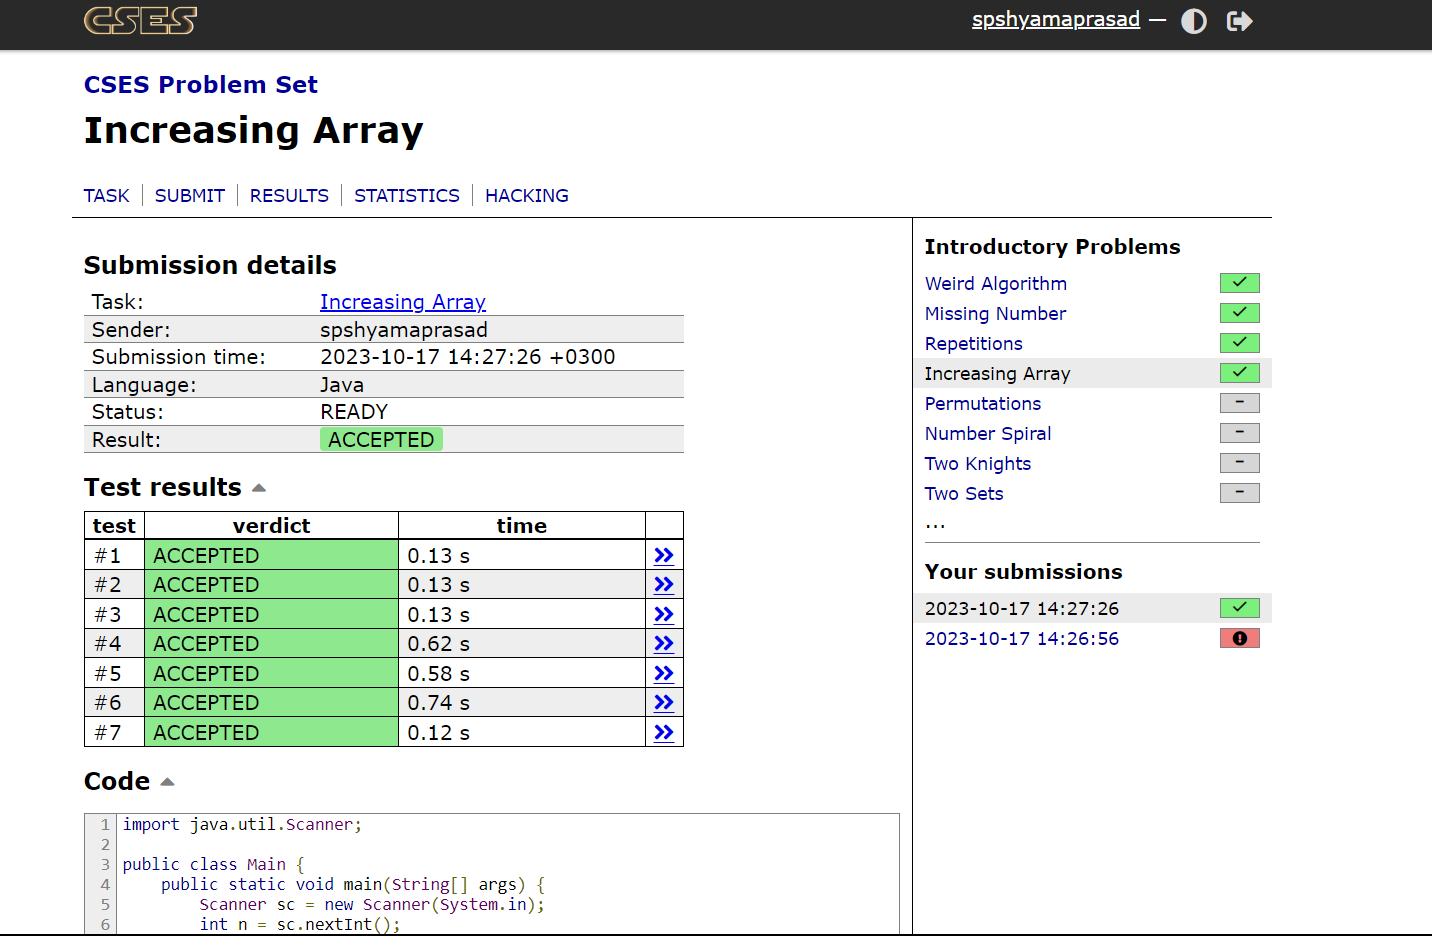 CSES
spshyamaprasad —
CSES Problem Set
Increasing Array
TASK | SUBMIT | RESULTS | STATISTICS | HACKING
Submission details
Task: Increasing Array
Sender: spshyamaprasad
Submission time: 2023-10-17 14:27:26 +0300
Language: Java
Status: READY
Result: ACCEPTED
Test results
test verdict time
#1 ACCEPTED 0.13 s »
#2 ACCEPTED 0.13 s »
#3 ACCEPTED 0.13 s »
#4 ACCEPTED 0.62 s »
#5 ACCEPTED 0.58 s »
#6 ACCEPTED 0.74 s »
#7 ACCEPTED 0.12 s »
Code
1 import java.util.Scanner;
2
3 public class Main {
4 public static void main(String[] args) {
5 Scanner sc = new Scanner(System.in);
6 int n = sc.nextInt();
Introductory Problems
Weird Algorithm
Missing Number
Repetitions
Increasing Array
Permutations –
Number Spiral –
Two Knights –
Two Sets –
...
Your submissions
2023-10-17 14:27:26
2023-10-17 14:26:56